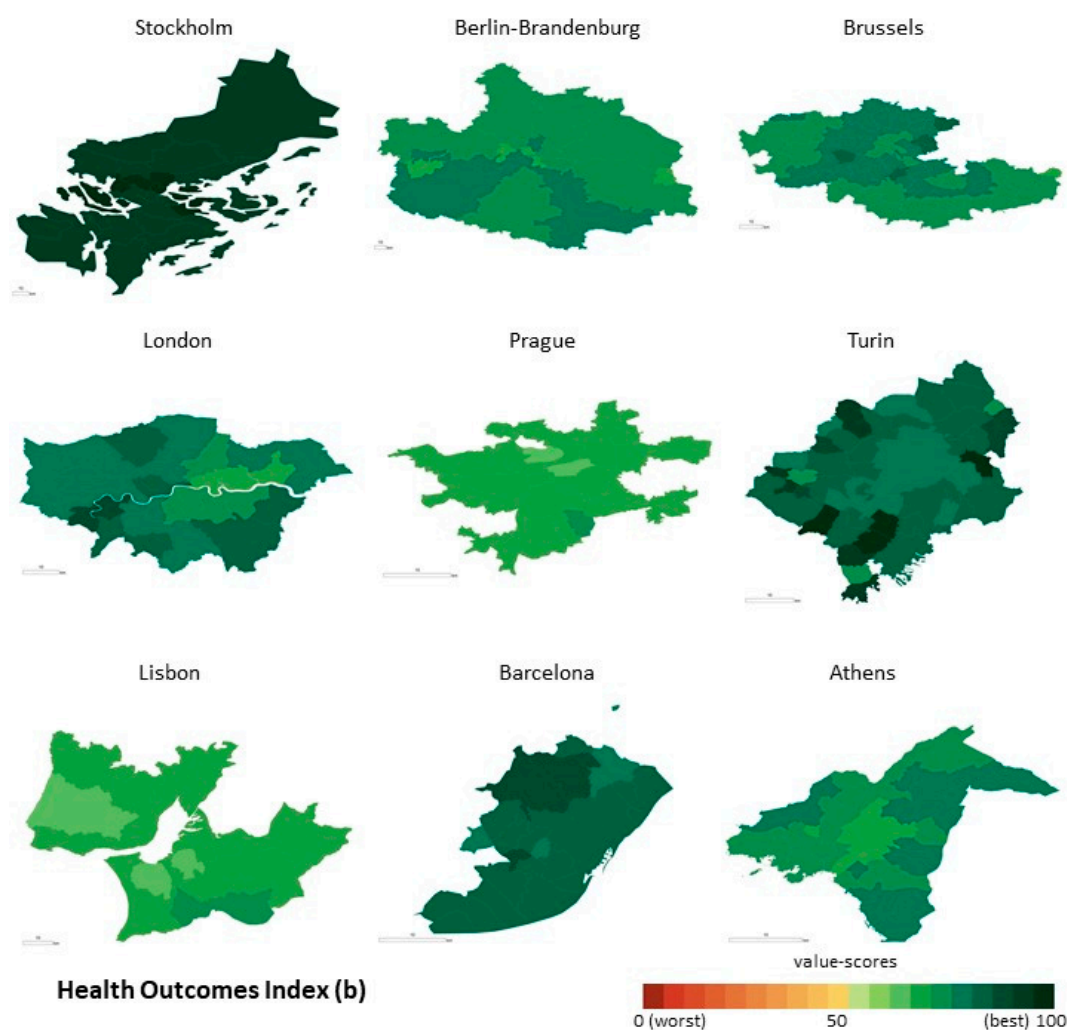 Stockholm
Berlin-Brandenburg
Brussels
London
Prague
Turin
Lisbon
Barcelona
Athens
Health Outcomes Index (b)
value-scores
0 (worst) 50 (best) 100